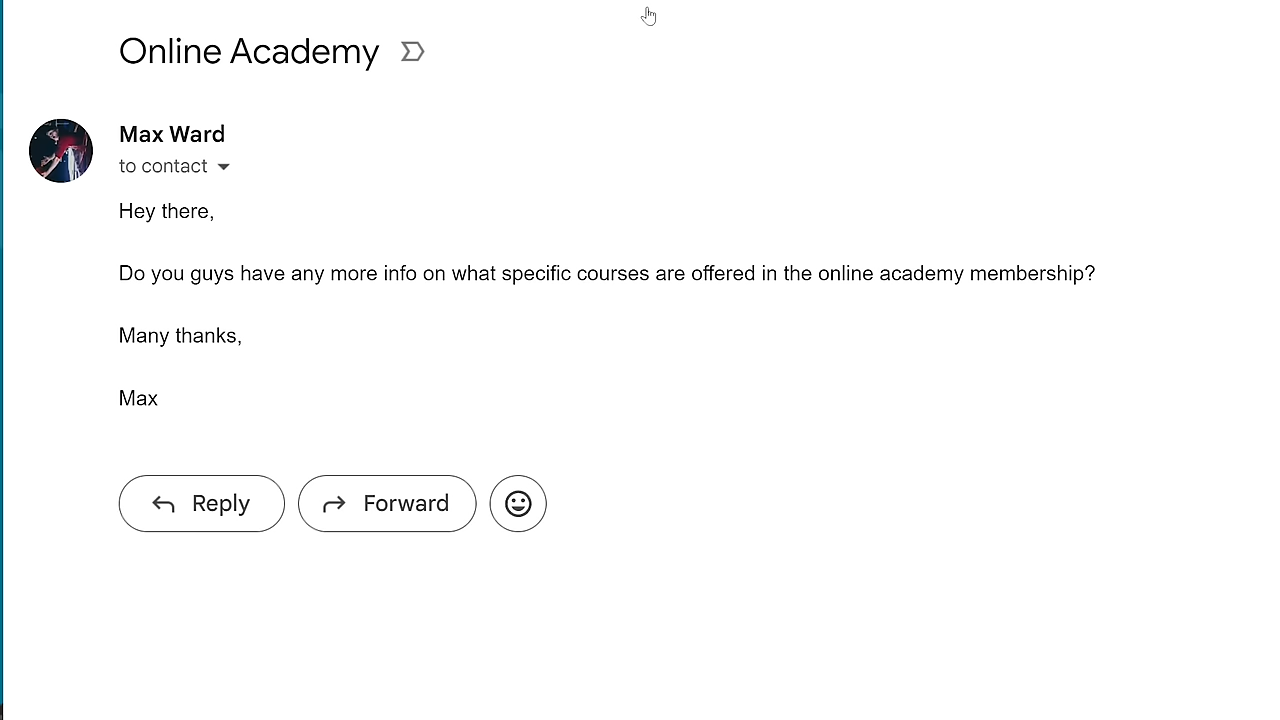 Online Academy
Max Ward
to contact
Hey there,
Do you guys have any more info on what specific courses are offered in the online academy membership?
Many thanks,
Max
Reply
Forward